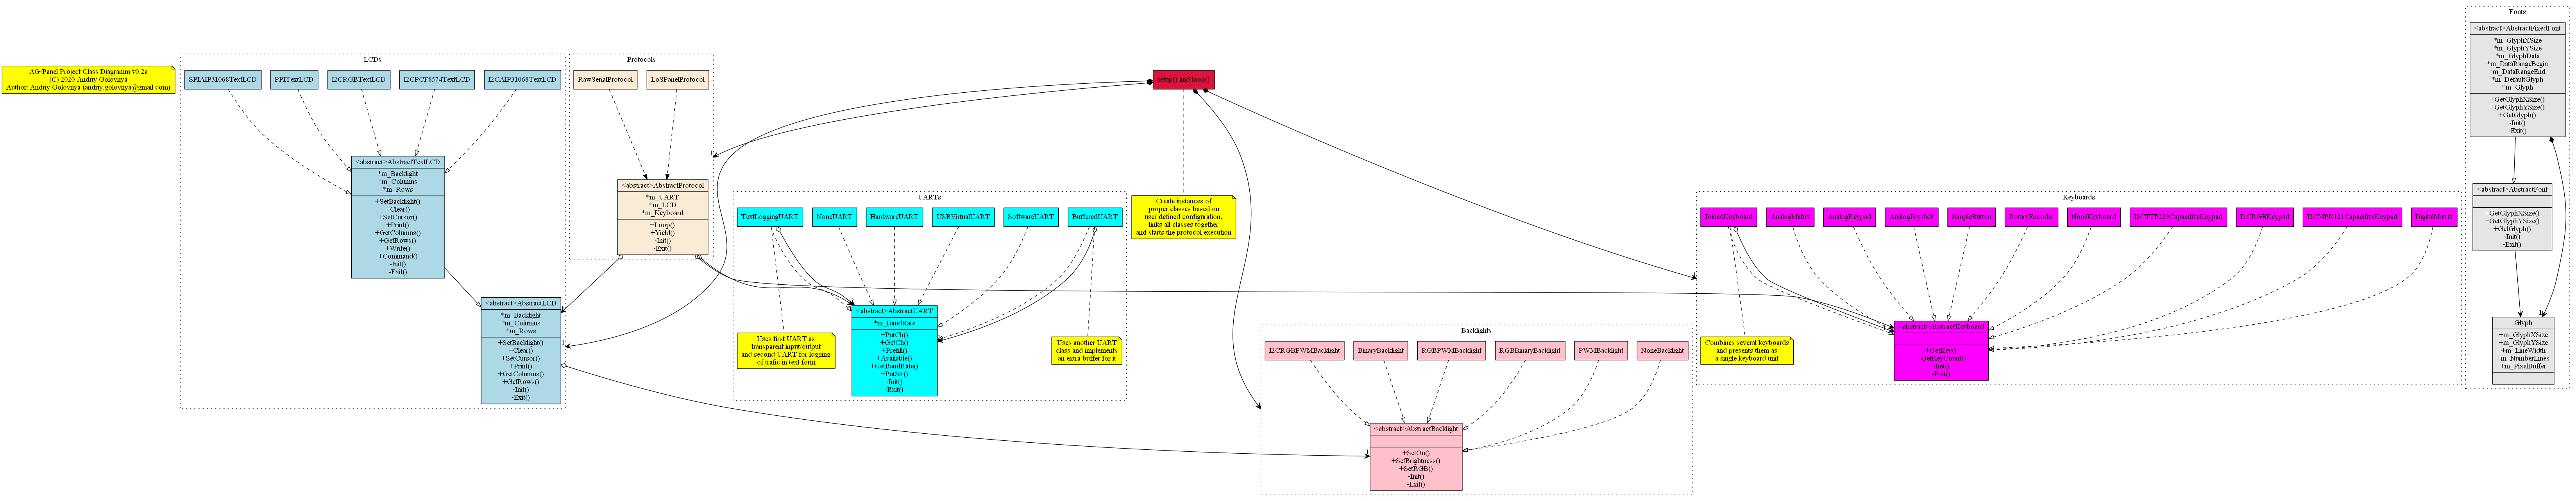 AG-Panel Project Class Diagramm v0.2a
(C) 2020 Andriy Golovnya
Author: Andriy Golovnya (andriy.golovnya@gmail.com)
LCDs
SPIAIP31068TextLCD
PPITextLCD
I2CRGBTextLCD
I2CPCF8574TextLCD
I2CAIP31068TextLCD
<abstract>AbstractTextLCD
*m_Backlight
*m_Columns
*m_Rows
+SetBacklight()
+Clear()
+SetCursor()
+Print()
+GetColumns()
+GetRows()
+Write()
+Command()
-Init()
-Exit()
<abstract>AbstractLCD
*m_Backlight
*m_Columns
*m_Rows
+SetBacklight()
+Clear()
+SetCursor()
+Print()
+GetColumns()
+GetRows()
-Init()
-Exit()
Protocols
RawSerialProtocol
LoSPanelProtocol
<abstract>AbstractProtocol
*m_UART
*m_LCD
*m_Keyboard
+Loop()
+Yield()
-Init()
-Exit()
1
1
UARTs
TextLoggingUART
NoneUART
HardwareUART
USBVirtualUART
SoftwareUART
BufferedUART
<abstract>AbstractUART
*m_BaudRate
+PutCh()
+GetCh()
+Prefill()
+Available()
+GetBaudRate()
+PutStr()
-Init()
-Exit()
Uses first UART as
transparent input/output
and second UART for logging
of trafic in text form
Uses another UART
class and implements
an extra buffer for it
setup() and loop()
Create instances of
proper classes based on
user defined configuration,
links all classes together
and starts the protocol execution
Backlights
I2CRGBPWMBacklight
BinaryBacklight
RGBPWMBacklight
RGBBinaryBacklight
PWMBacklight
NoneBacklight
<abstract>AbstractBacklight
+SetOn()
+SetBrightness()
+SetRGB()
-Init()
-Exit()
1
Keyboards
JoinedKeyboard
AnalogMatrix
AnalogKeypad
AnalogJoystick
SimpleButton
RotaryEncoder
NoneKeyboard
I2CTTP229CapacitiveKeypad
I2CRGBKeypad
I2CMPR121CapacitiveKeypad
DigitalMatrix
Combines several keyboards
and presents them as
a single keyboard unit
<abstract>AbstractKeyboard
+GetKey()
+GetKeyCount()
-Init()
-Exit()
Fonts
<abstract>AbstractFixedFont
*m_GlyphXSize
*m_GlyphYSize
*m_GlyphData
*m_DataRangeBegin
*m_DataRangeEnd
*m_DefaultGlyph
*m_Glyph
+GetGlyphXSize()
+GetGlyphYSize()
+GetGlyph()
-Init()
-Exit()
<abstract>AbstractFont
+GetGlyphXSize()
+GetGlyphYSize()
+GetGlyph()
-Init()
-Exit()
1
Glyph
+m_GlyphXSize
+m_GlyphYSize
+m_LineWidth
+m_NumberLines
+m_PixelBuffer